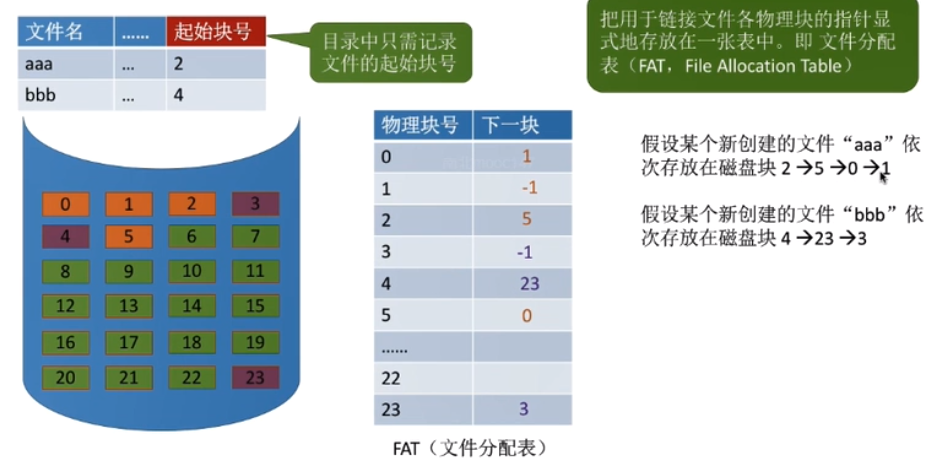 文件名 …… 起始块号
aaa … 2
bbb … 4
目录中只需记录
文件的起始块号
把用于链接文件各物理块的指针显
式地存放在一张表中。即 文件分配
表（FAT，File Allocation Table）
0 1 2 3
4 5 6 7
8 9 10 11
12 13 14 15
16 17 18 19
20 21 22 23
物理块号 下一块
0 1
1 -1
2 5
3 -1
4 23
5 0
……
22
23 3
FAT（文件分配表）
假设某个新创建的文件“aaa”依
次存放在磁盘块 2 →5 →0 →1
假设某个新创建的文件“bbb”依
次存放在磁盘块 4 →23 →3